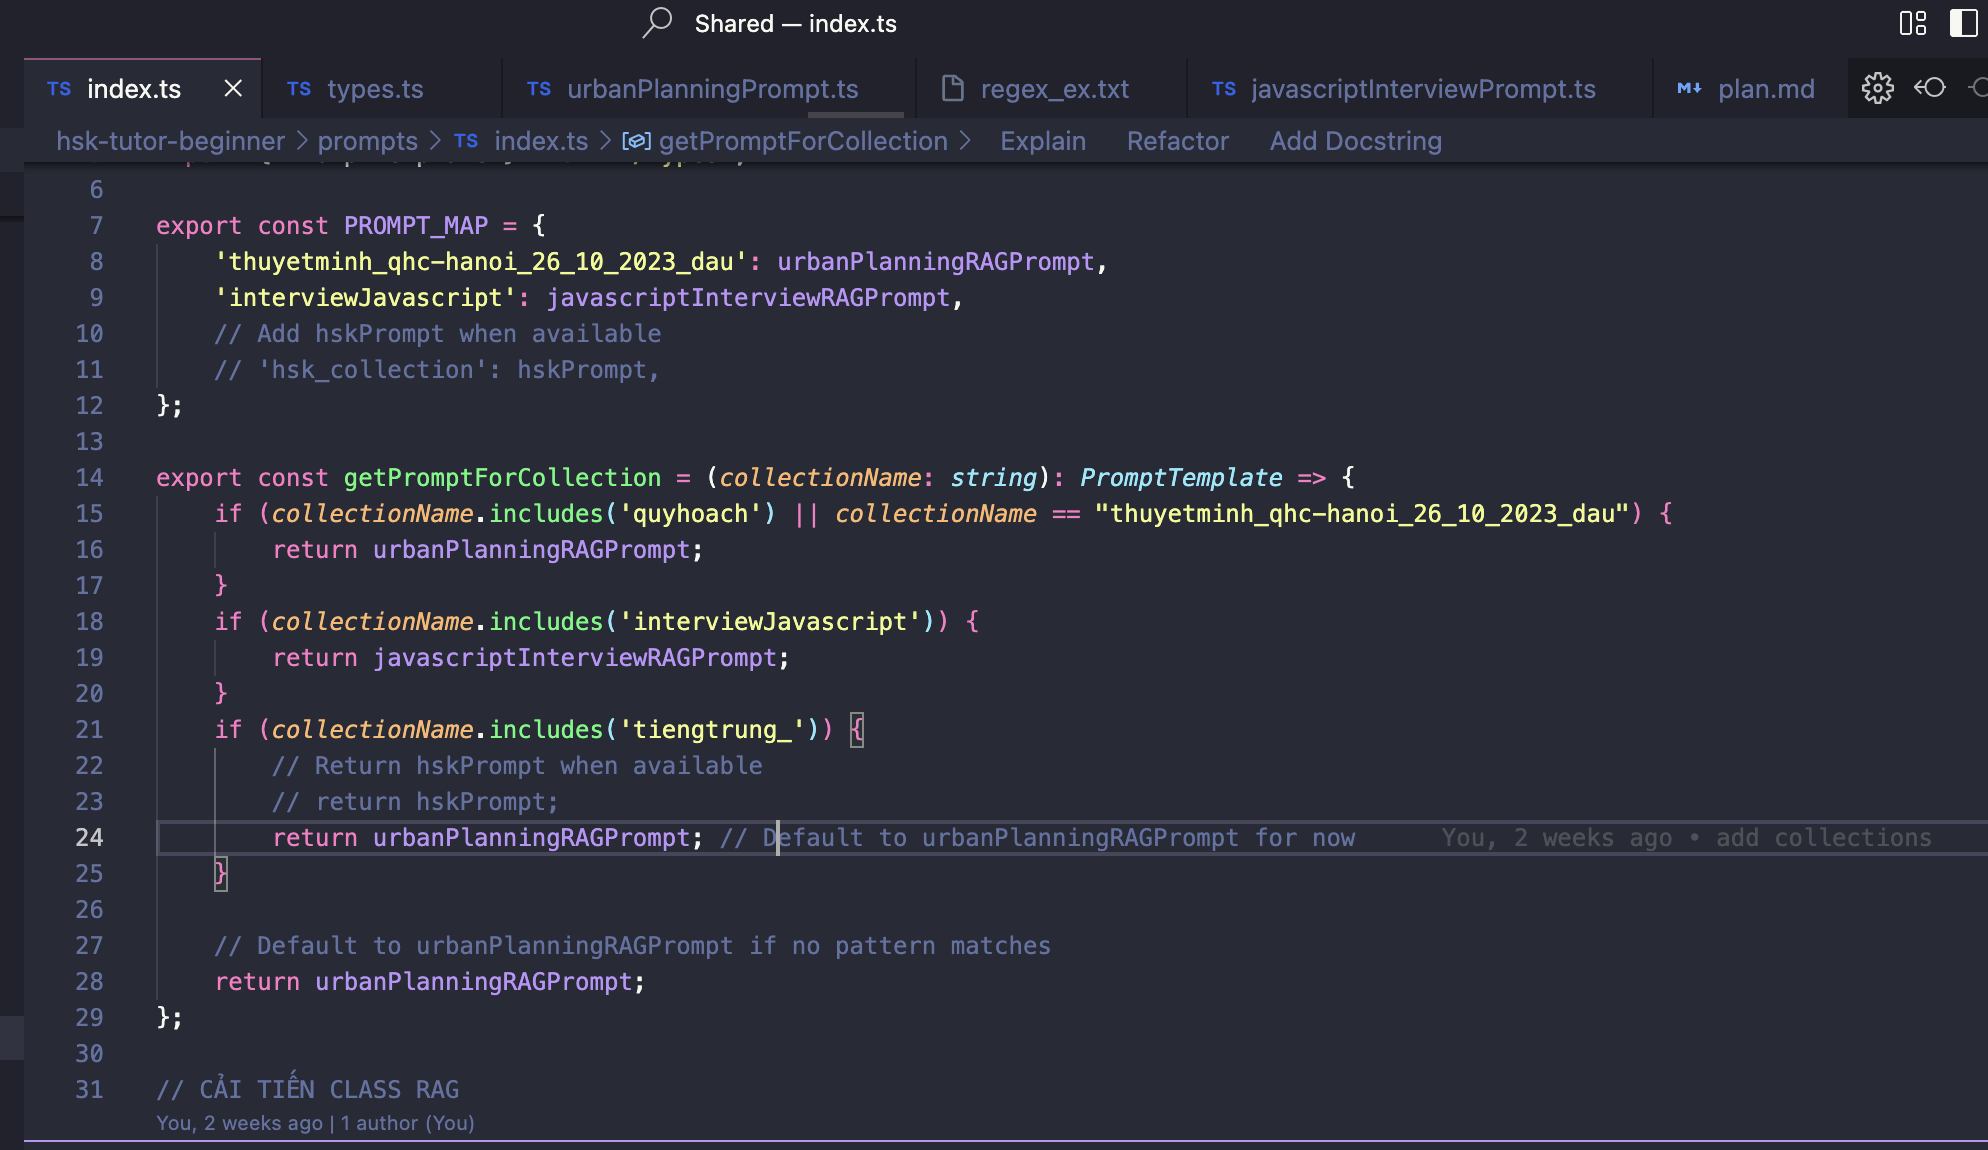 Shared — index.ts
TS index.ts TS types.ts TS urbanPlanningPrompt.ts regex_ex.txt TS javascriptInterviewPrompt.ts M↓ plan.md
hsk-tutor-beginner > prompts > TS index.ts > getPromptForCollection > Explain Refactor Add Docstring
6
7 export const PROMPT_MAP = {
8 'thuyetminh_qhc-hanoi_26_10_2023_dau': urbanPlanningRAGPrompt,
9 'interviewJavascript': javascriptInterviewRAGPrompt,
10 // Add hskPrompt when available
11 // 'hsk_collection': hskPrompt,
12 };
13
14 export const getPromptForCollection = (collectionName: string): PromptTemplate => {
15 if (collectionName.includes('quyhoach') || collectionName == "thuyetminh_qhc-hanoi_26_10_2023_dau") {
16 return urbanPlanningRAGPrompt;
17 }
18 if (collectionName.includes('interviewJavascript')) {
19 return javascriptInterviewRAGPrompt;
20 }
21 if (collectionName.includes('tiengtrung_')) {
22 // Return hskPrompt when available
23 // return hskPrompt;
24 return urbanPlanningRAGPrompt; // Default to urbanPlanningRAGPrompt for now You, 2 weeks ago • add collections
25 }
26
27 // Default to urbanPlanningRAGPrompt if no pattern matches
28 return urbanPlanningRAGPrompt;
29 };
30
31 // CẢI TIẾN CLASS RAG
You, 2 weeks ago | 1 author (You)